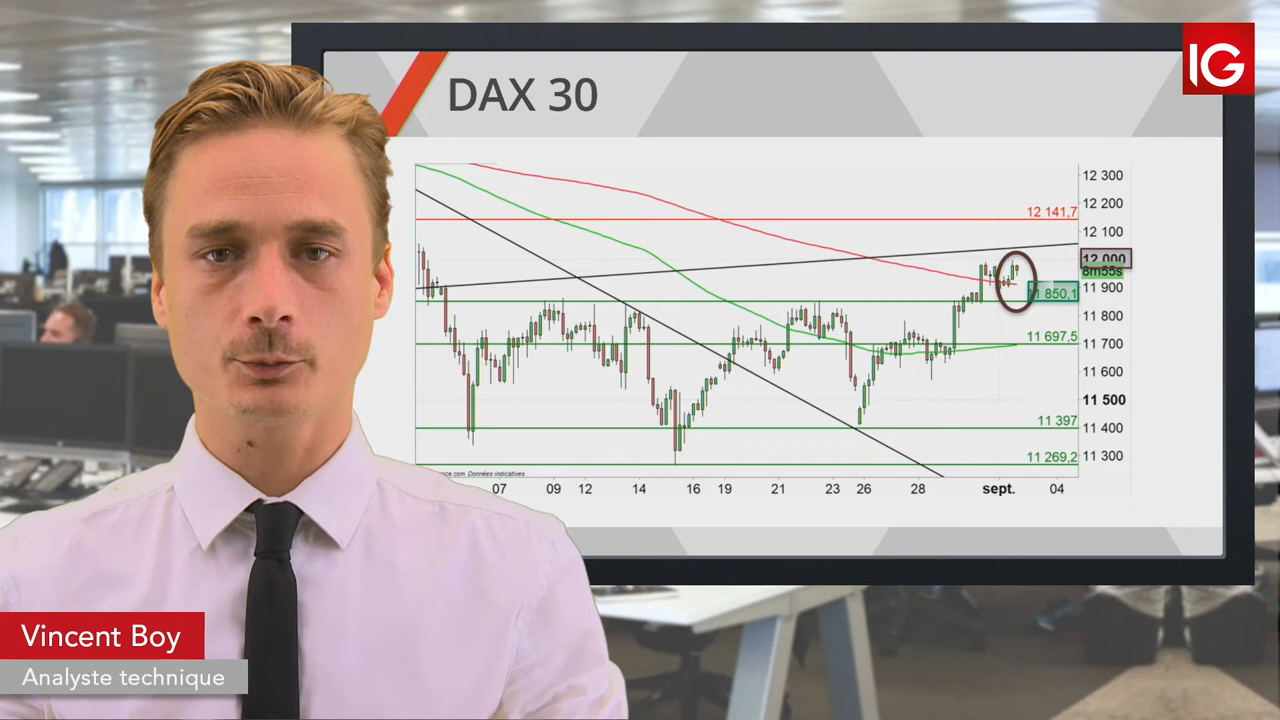 IG
DAX 30
12 300
12 200
12 141,7
12 100
12 000
8m55s
11 900
11 850,1
11 800
11 697,5
11 700
11 600
11 500
11 397
11 400
11 269,2
11 300
Données indicatives
07 09 12 14 16 19 21 23 26 28 sept. 04
Vincent Boy
Analyste technique